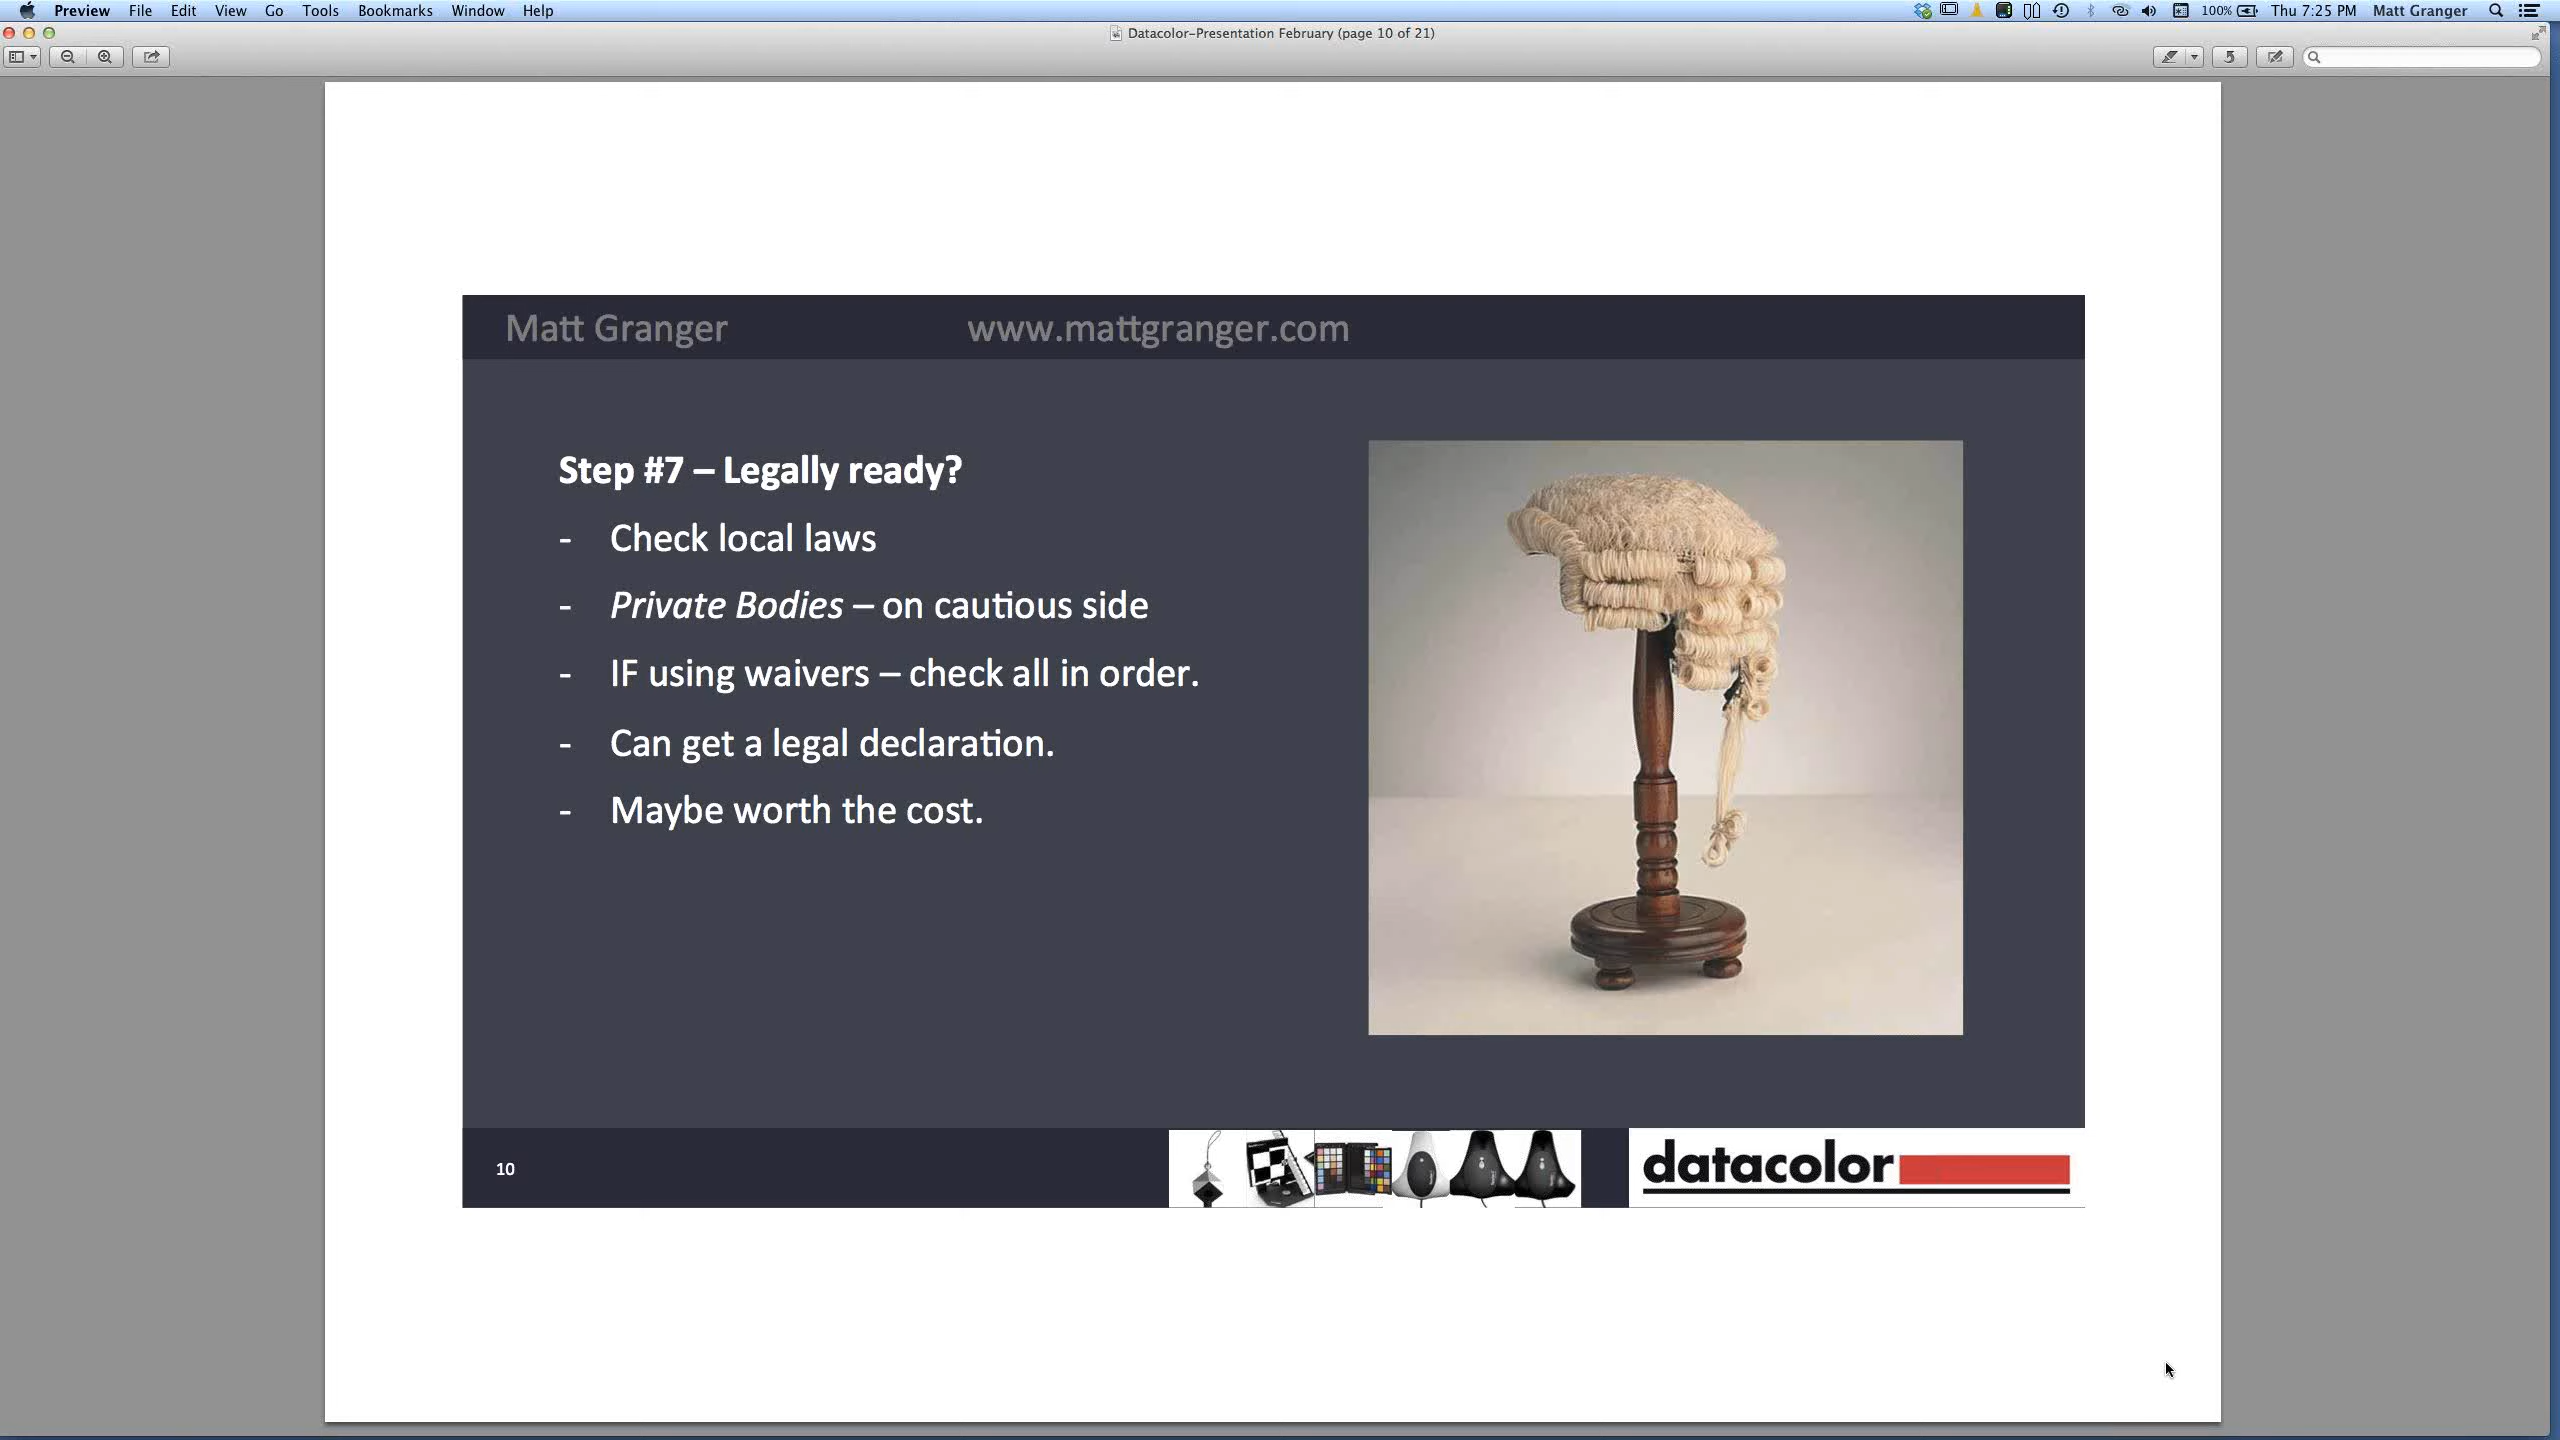 Preview File Edit View Go Tools Bookmarks Window Help 100% Thu 7:25 PM Matt Granger
Datacolor-Presentation February (page 10 of 21)
Matt Granger www.mattgranger.com
Step #7 – Legally ready?
- Check local laws
- Private Bodies – on cautious side
- IF using waivers – check all in order.
- Can get a legal declaration.
- Maybe worth the cost.
10
datacolor